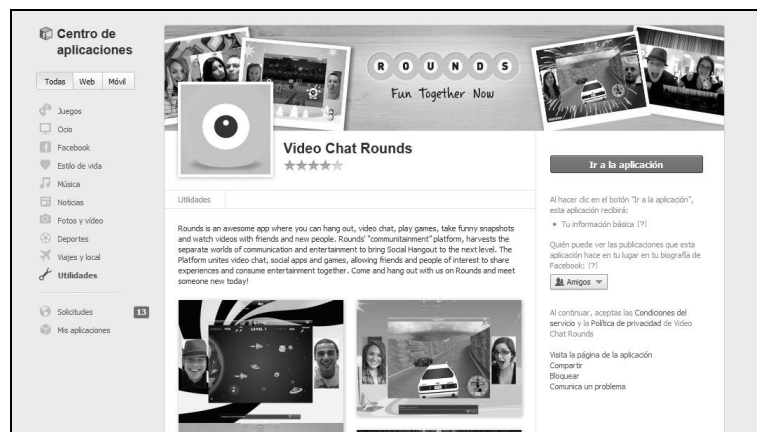 Centro de
aplicaciones
Todas Web Móvil
Juegos
Ocio
Facebook
Estilo de vida
Música
Noticias
Fotos y vídeo
Deportes
Viajes y local
Utilidades
Solicitudes 13
Mis aplicaciones
ROUNDS
Fun Together Now
Video Chat Rounds
Utilidades
Rounds is an awesome app where you can hang out, video chat, play games, take funny snapshots
and watch videos with friends and new people. Rounds' "communitainment" platform, harvests the
separate worlds of communication and entertainment to bring Social Hangout to the next level. The
Platform unites video chat, social apps and games, allowing friends and people of interest to share
experiences and consume entertainment together. Come and hang out with us on Rounds and meet
someone new today!
LEVEL 1
Ir a la aplicación
Al hacer clic en el botón "Ir a la aplicación",
esta aplicación recibirá:
• Tu información básica [?]
Quién puede ver las publicaciones que esta
aplicación hace en tu lugar en tu biografía de
Facebook: [?]
Amigos
Al continuar, aceptas las Condiciones del
servicio y la Política de privacidad de Video
Chat Rounds
Visita la página de la aplicación
Compartir
Bloquear
Comunica un problema